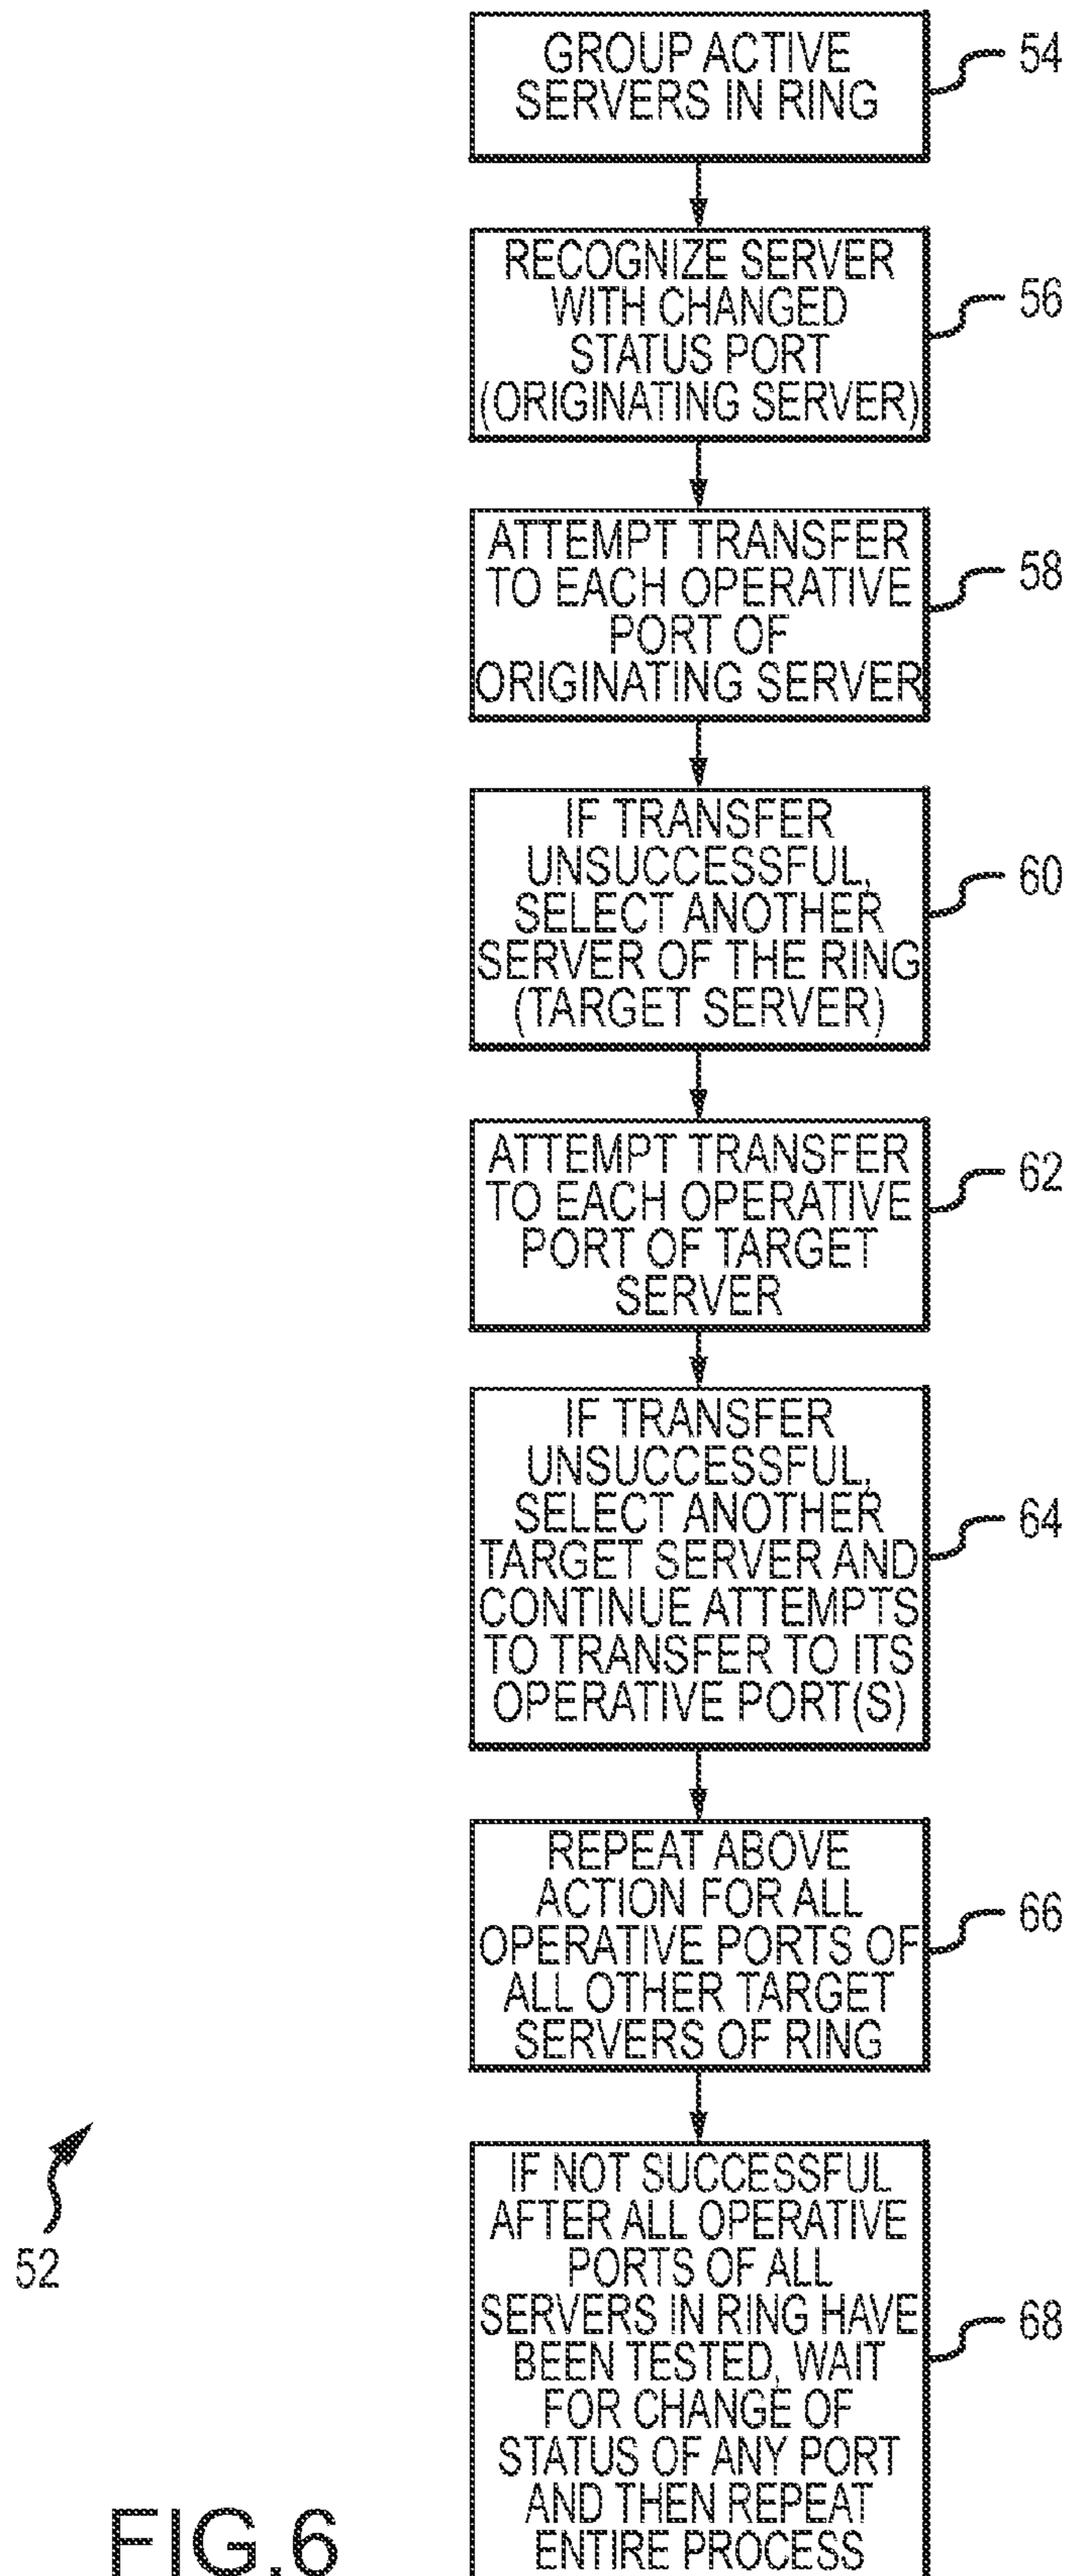 GROUP ACTIVE
SERVERS IN RING
54
RECOGNIZE SERVER
WITH CHANGED
STATUS PORT
(ORIGINATING SERVER)
56
ATTEMPT TRANSFER
TO EACH OPERATIVE
PORT OF
ORIGINATING SERVER
58
IF TRANSFER
UNSUCCESSFUL,
SELECT ANOTHER
SERVER OF THE RING
(TARGET SERVER)
60
ATTEMPT TRANSFER
TO EACH OPERATIVE
PORT OF TARGET
SERVER
62
IF TRANSFER
UNSUCCESSFUL,
SELECT ANOTHER
TARGET SERVER AND
CONTINUE ATTEMPTS
TO TRANSFER TO ITS
OPERATIVE PORT(S)
64
REPEAT ABOVE
ACTION FOR ALL
OPERATIVE PORTS OF
ALL OTHER TARGET
SERVERS OF RING
66
IF NOT SUCCESSFUL
AFTER ALL OPERATIVE
PORTS OF ALL
SERVERS IN RING HAVE
BEEN TESTED, WAIT
FOR CHANGE OF
STATUS OF ANY PORT
AND THEN REPEAT
ENTIRE PROCESS
68
52
FIG.6